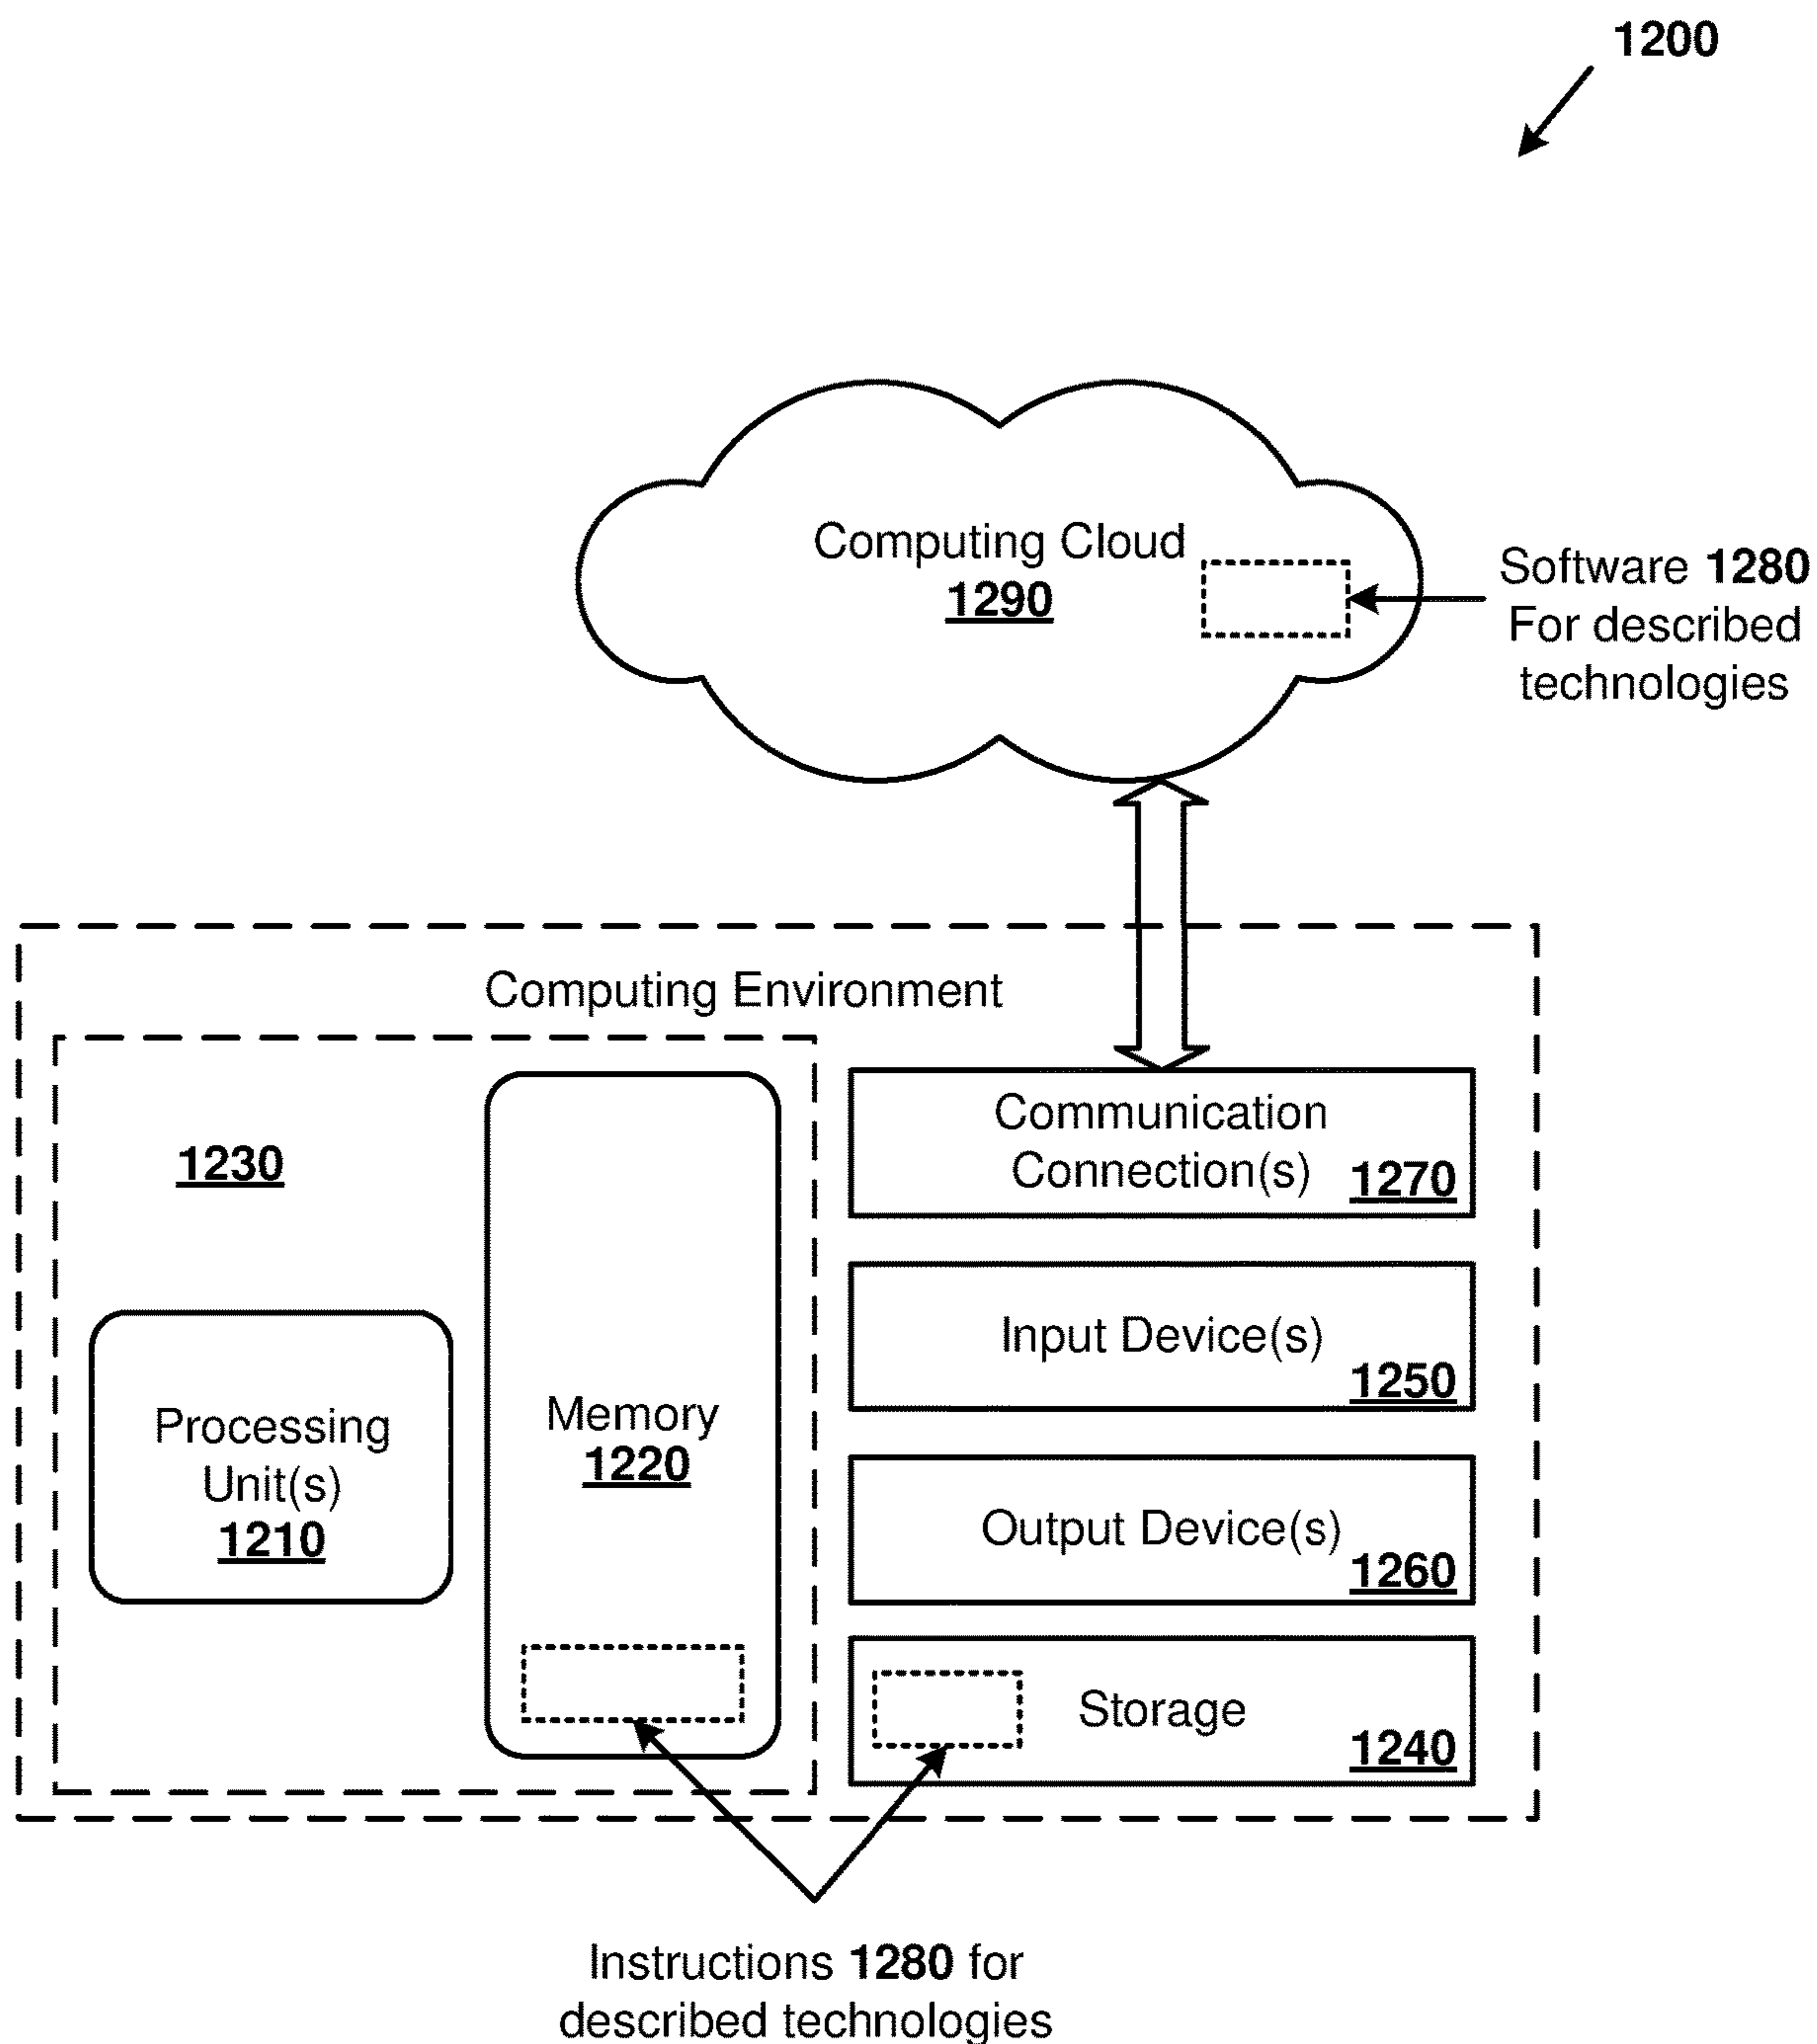 1200
Computing Cloud
1290
Software 1280
For described
technologies
Computing Environment
1230
Processing
Unit(s)
1210
Memory
1220
Communication
Connection(s)
1270
Input Device(s)
1250
Output Device(s)
1260
Storage
1240
Instructions 1280 for
described technologies